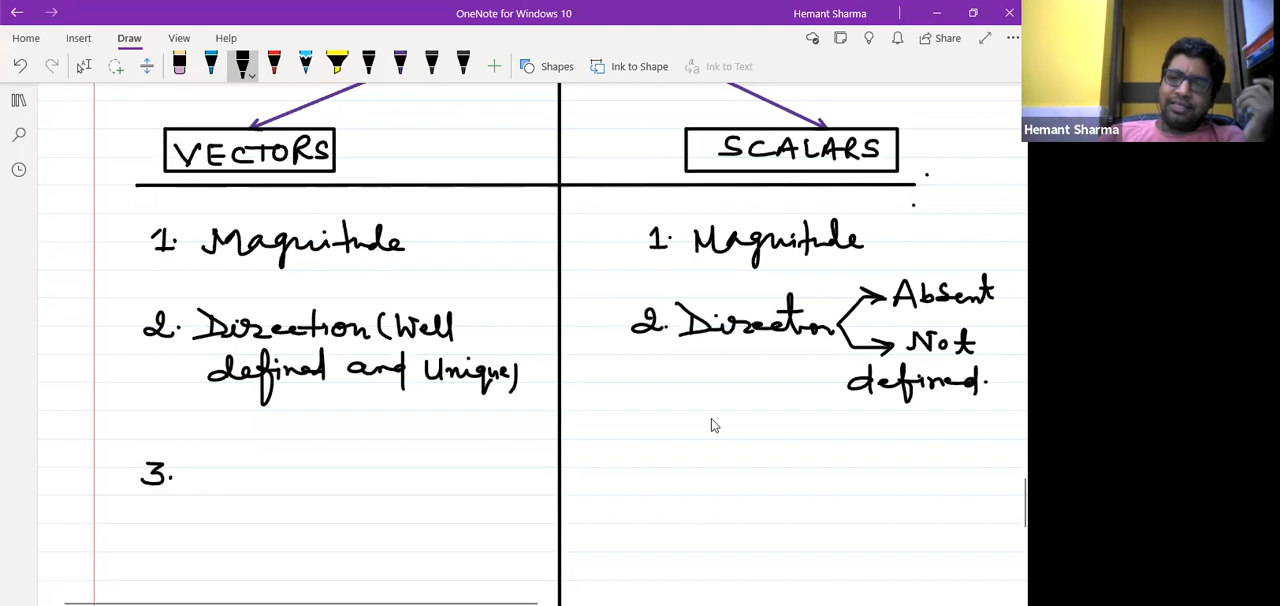 OneNote for Windows 10
Hemant Sharma
Home Insert Draw View Help
Share
Shapes Ink to Shape Ink to Text
Hemant Sharma
VECTORS
SCALARS
1. Magnitude
1. Magnitude
2. Direction (Well
defined and Unique)
2. Direction
Absent
Not
defined.
3.